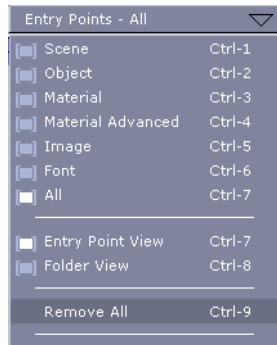 Entry Points - All
Scene Ctrl-1
Object Ctrl-2
Material Ctrl-3
Material Advanced Ctrl-4
Image Ctrl-5
Font Ctrl-6
All Ctrl-7
Entry Point View Ctrl-7
Folder View Ctrl-8
Remove All Ctrl-9